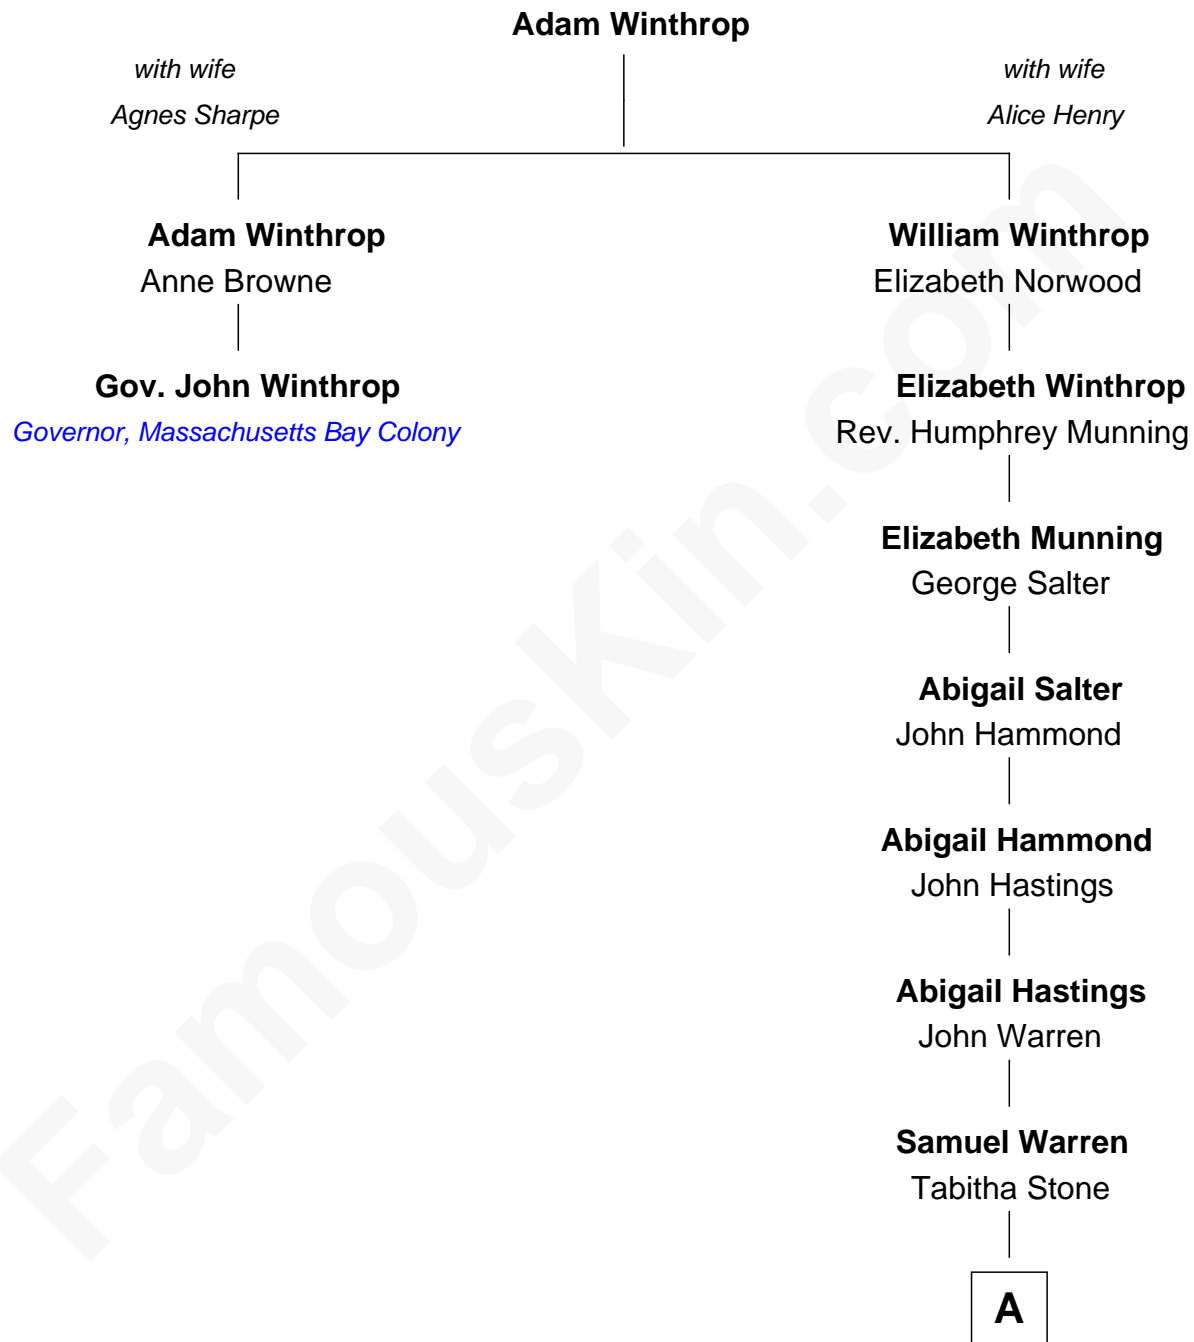 Adam Winthrop
with wife
Agnes Sharpe
with wife
Alice Henry
Adam Winthrop
Anne Browne
William Winthrop
Elizabeth Norwood
Gov. John Winthrop
Governor, Massachusetts Bay Colony
Elizabeth Winthrop
Rev. Humphrey Munning
Elizabeth Munning
George Salter
Abigail Salter
John Hammond
Abigail Hammond
John Hastings
Abigail Hastings
John Warren
Samuel Warren
Tabitha Stone
A
FamousKin.com